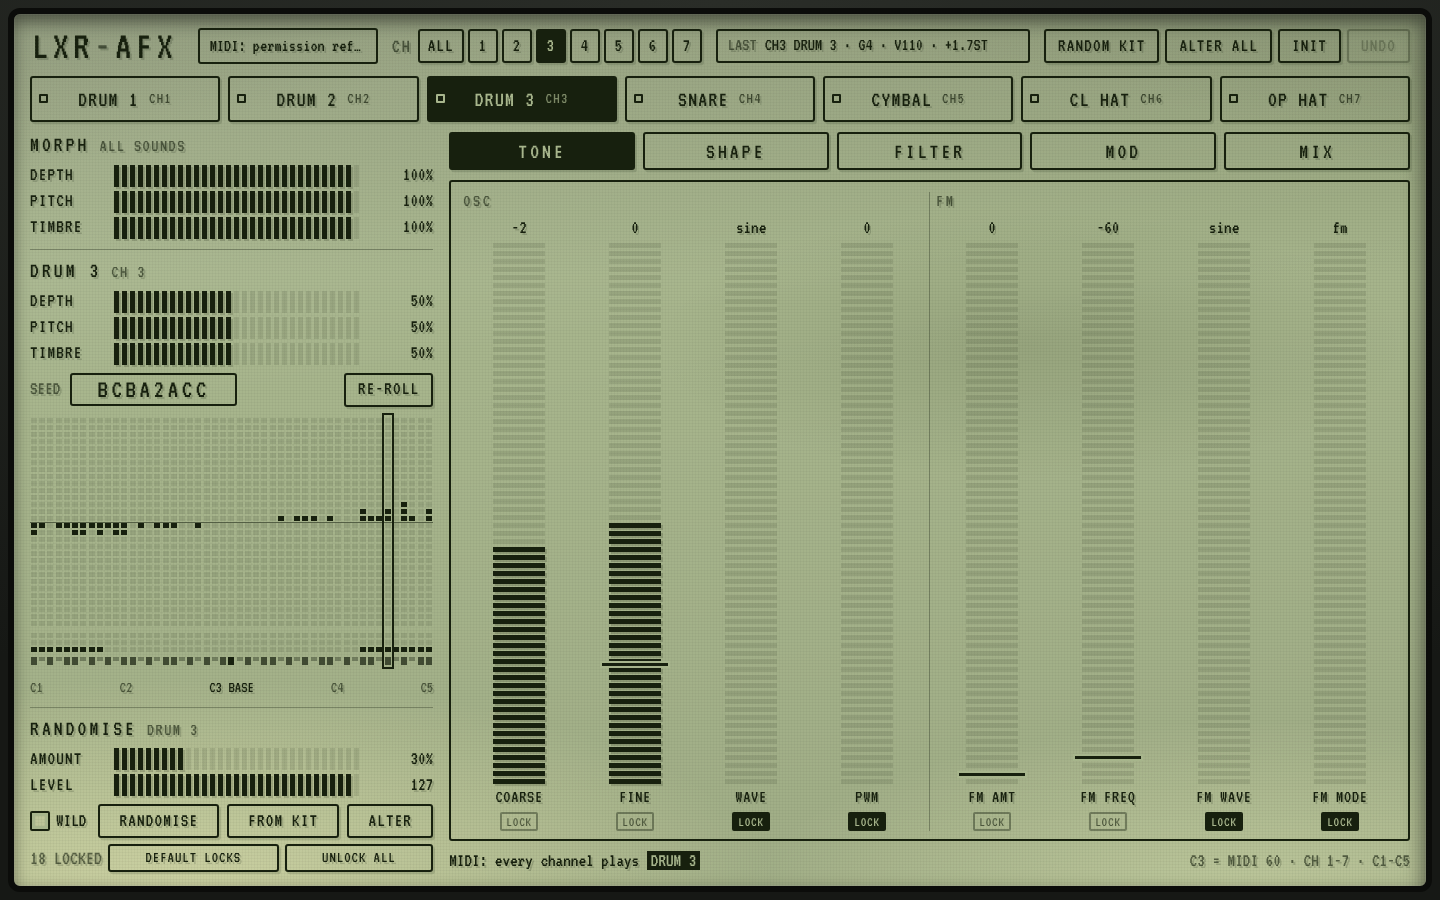 LXR-AFX MIDI: permission ref… CH ALL 1 2 3 4 5 6 7 LAST CH3 DRUM 3 · G4 · V110 · +1.7ST RANDOM KIT ALTER ALL INIT UNDO
DRUM 1 CH1 DRUM 2 CH2 DRUM 3 CH3 SNARE CH4 CYMBAL CH5 CL HAT CH6 OP HAT CH7
MORPH ALL SOUNDS
DEPTH 100%
PITCH 100%
TIMBRE 100%
DRUM 3 CH 3
DEPTH 50%
PITCH 50%
TIMBRE 50%
SEED BCBA2ACC RE-ROLL
C1 C2 C3 BASE C4 C5
RANDOMISE DRUM 3
AMOUNT 30%
LEVEL 127
WILD RANDOMISE FROM KIT ALTER
18 LOCKED DEFAULT LOCKS UNLOCK ALL
TONE SHAPE FILTER MOD MIX
OSC FM
-2 0 sine 0 0 -60 sine fm
COARSE FINE WAVE PWM FM AMT FM FREQ FM WAVE FM MODE
LOCK LOCK LOCK LOCK LOCK LOCK LOCK LOCK
MIDI: every channel plays DRUM 3 C3 = MIDI 60 · CH 1-7 · C1-C5